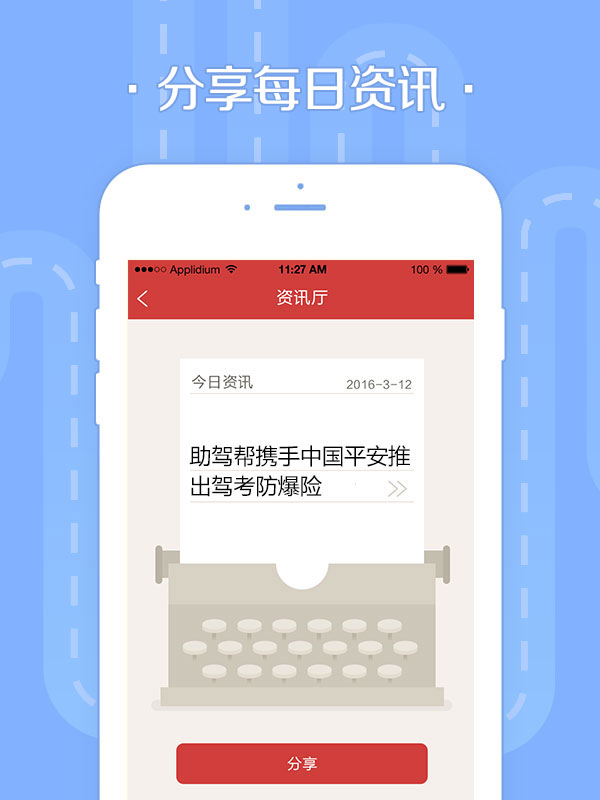 · 分享每日资讯 ·
Applidium 11:27 AM 100 %
资讯厅
今日资讯 2016-3-12
助驾帮携手中国平安推
出驾考防爆险
分享